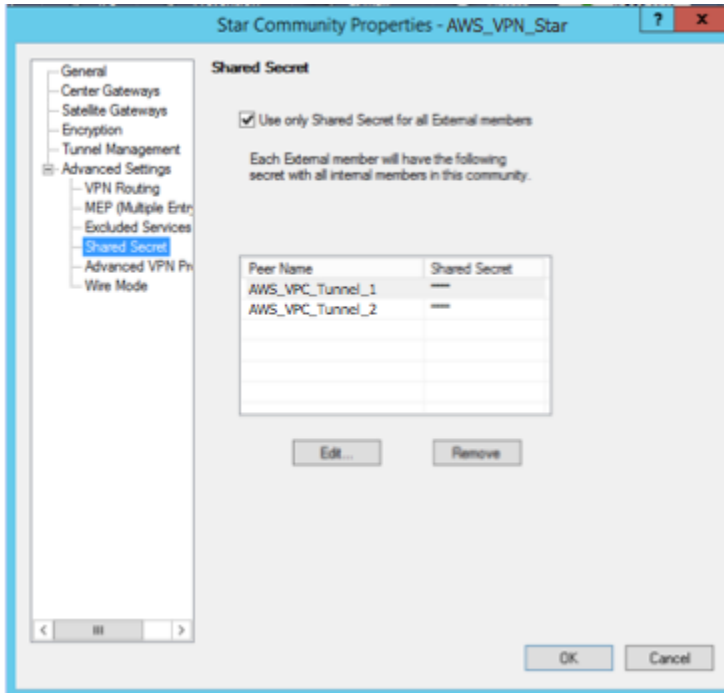 Star Community Properties - AWS_VPN_Star
?
x
General
Center Gateways
Satellite Gateways
Encryption
Tunnel Management
Advanced Settings
VPN Routing
MEP (Multiple Entry
Excluded Services
Shared Secret
Advanced VPN Pr
Wire Mode
Shared Secret
Use only Shared Secret for all External members
Each External member will have the following
secret with all internal members in this community.
Peer Name Shared Secret
AWS_VPC_Tunnel_1 ****
AWS_VPC_Tunnel_2 ****
Edit... Remove
OK Cancel